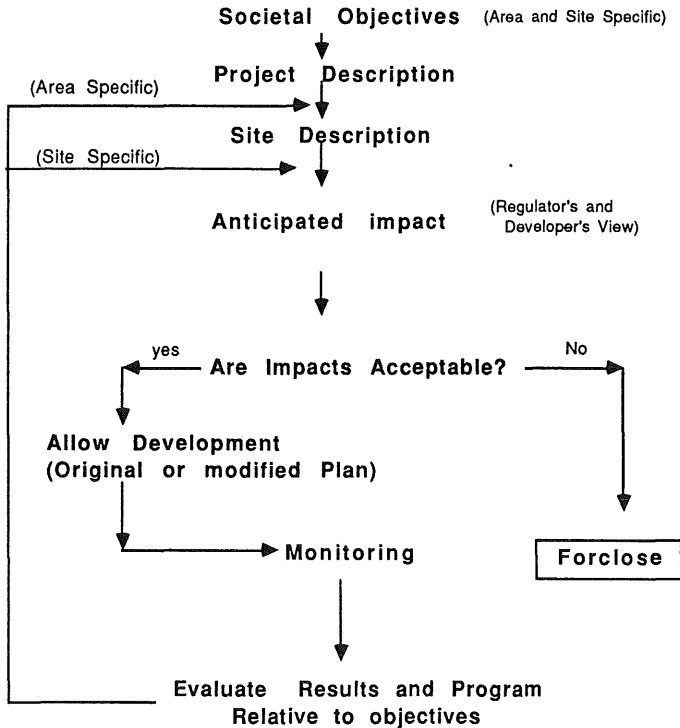 Societal Objectives (Area and Site Specific)
Project Description
(Area Specific)
Site Description
(Site Specific)
Anticipated impact
(Regulator's and
Developer's View)
yes
Are Impacts Acceptable?
No
Allow Development
(Original or modified Plan)
Monitoring
Forclose
Evaluate Results and Program
Relative to objectives